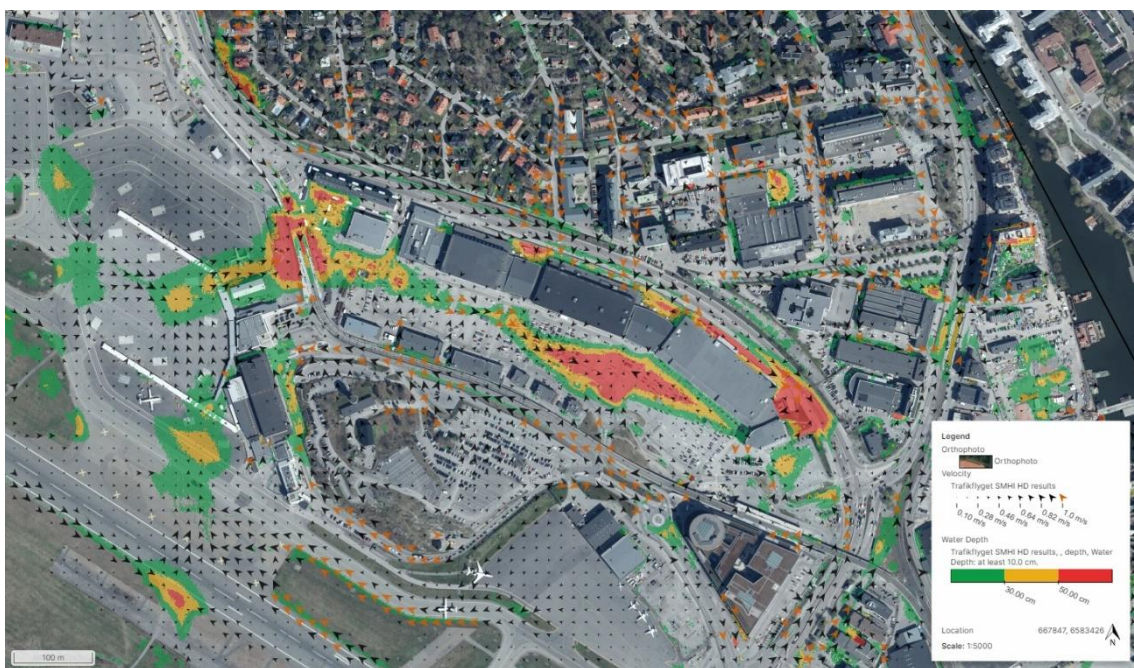 Legend
Orthophoto
Orthophoto
Velocity
Trafikflyget SMHI HD results
0.10 m/s
0.28 m/s
0.46 m/s
0.64 m/s
0.82 m/s
1.0 m/s
Water Depth
Trafikflyget SMHI HD results, , depth, Water
Depth: at least 10.0 cm,
30.00 cm
50.00 cm
Location 667847, 6583426
Scale: 1:5000
N
100 m